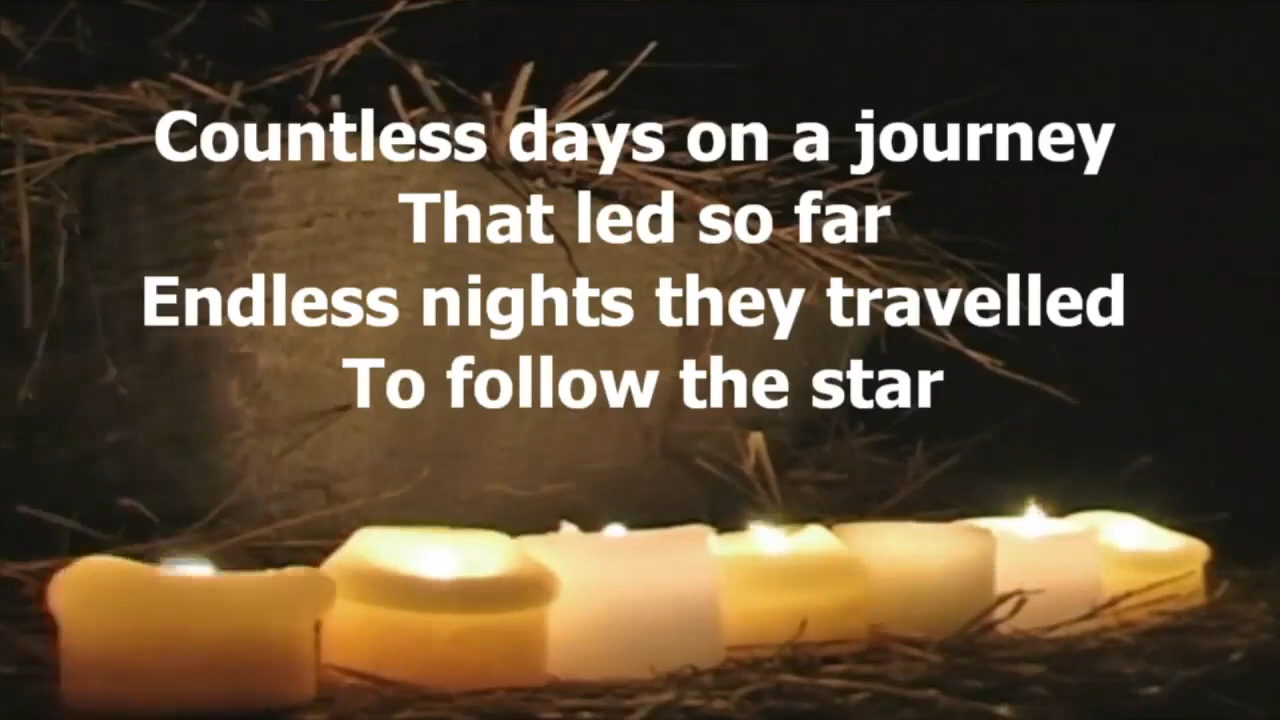 Countless days on a journey
That led so far
Endless nights they travelled
To follow the star